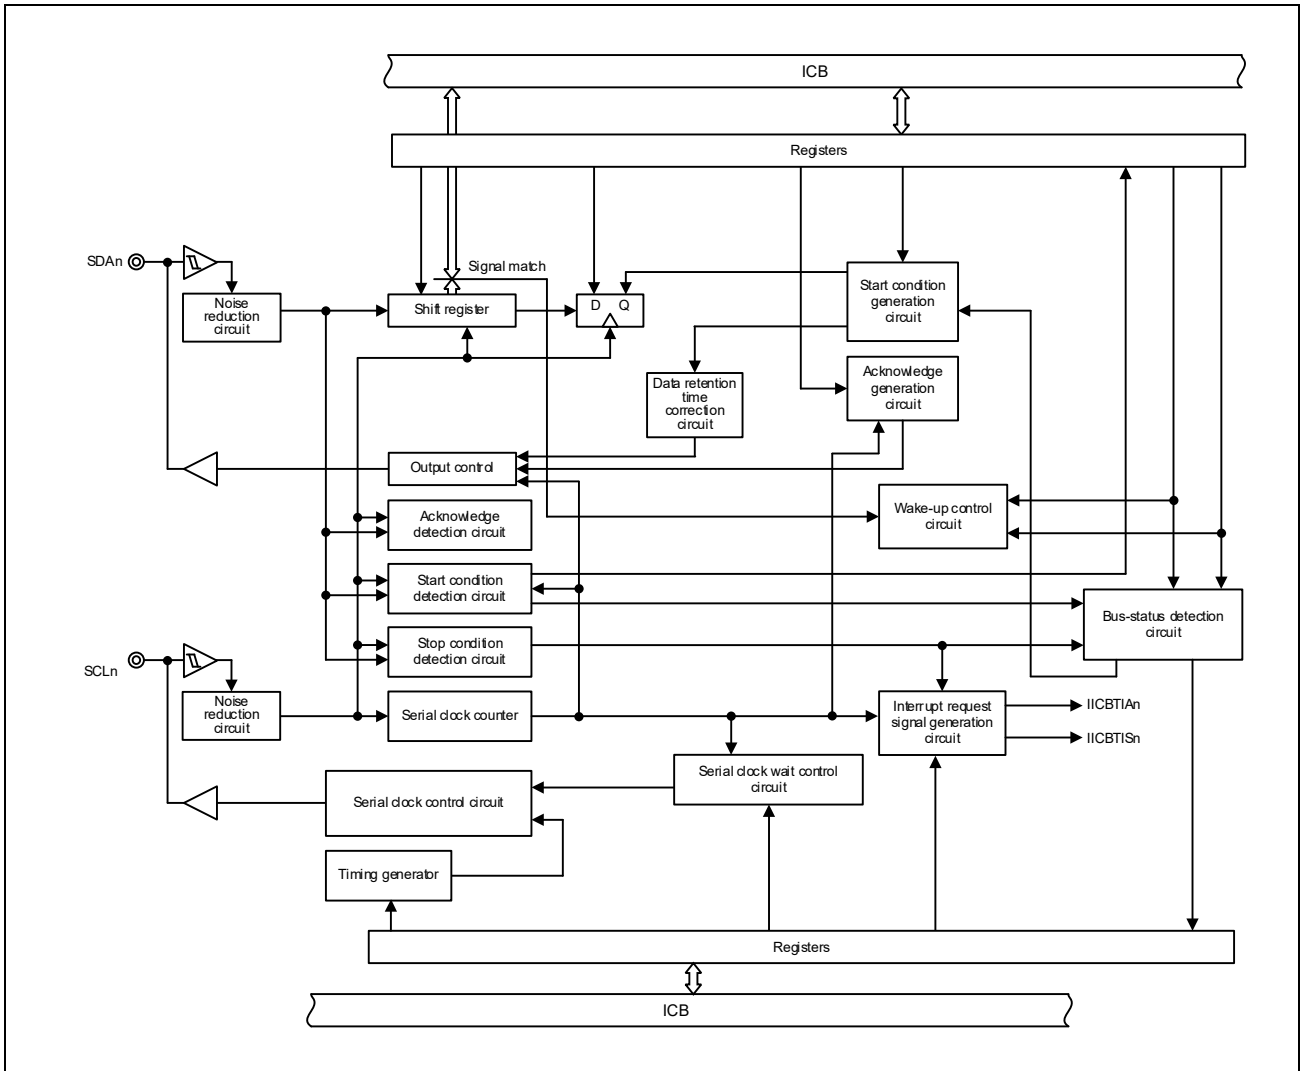 ICB
Registers
SDAn
Signal match
Noise
reduction
circuit
Shift register
D Q
Start condition
generation
circuit
Data retention
time
correction
circuit
Acknowledge
generation
circuit
Output control
Acknowledge
detection circuit
Wake-up control
circuit
Start condition
detection circuit
Bus-status detection
circuit
Stop condition
detection circuit
SCLn
Noise
reduction
circuit
Serial clock counter
Interrupt request
signal generation
circuit
IICBTIAn
IICBTISn
Serial clock wait control
circuit
Serial clock control circuit
Timing generator
Registers
ICB